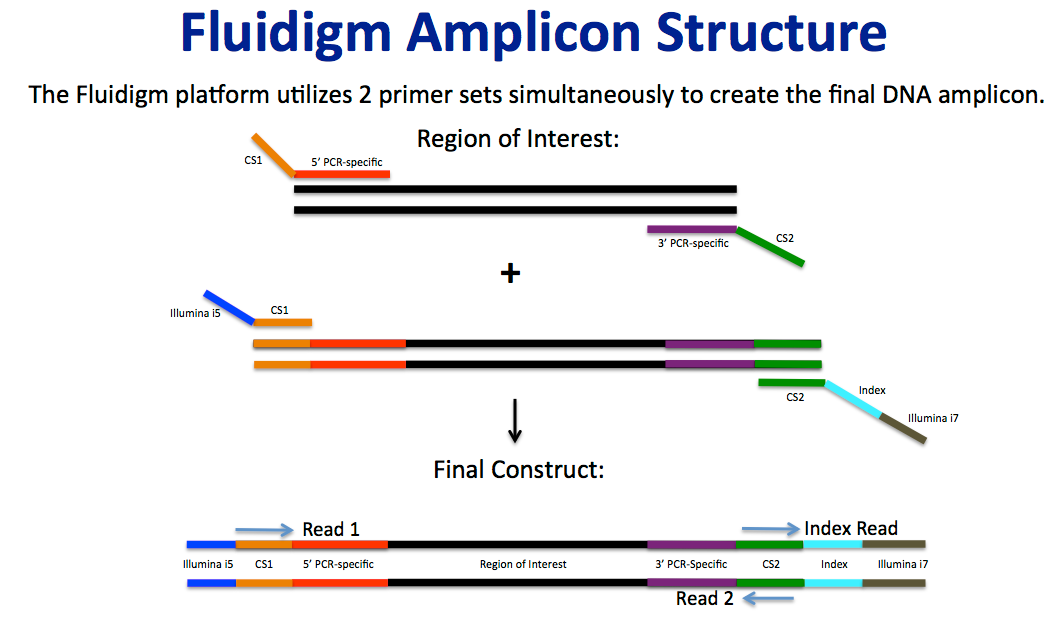 Fluidigm Amplicon Structure
The Fluidigm platform utilizes 2 primer sets simultaneously to create the final DNA amplicon.
Region of Interest:
CS1
5’ PCR-specific
3’ PCR-specific
CS2
+
Illumina i5
CS1
CS2
Index
Illumina i7
Final Construct:
Read 1
Index Read
Illumina i5 CS1 5’ PCR-specific Region of Interest 3’ PCR-Specific CS2 Index Illumina i7
Read 2